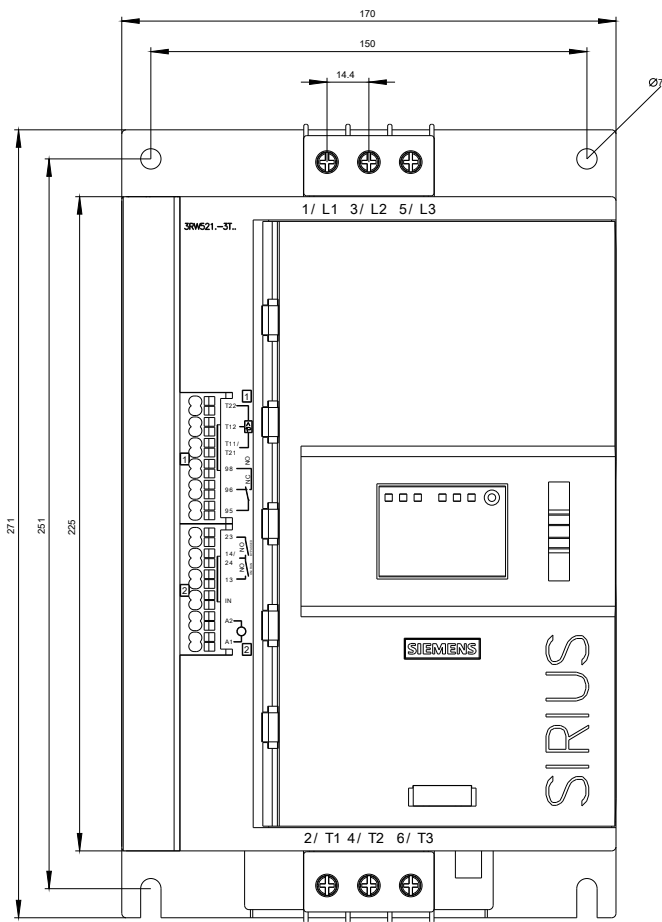 170
150
14.4
Ø7
271
251
225
1/ L1 3/ L2 5/ L3
3RW521.-3T..
1
T22
T12
T11/
T21
1
NO
98
NC
96
95
23
NO
14/
24
NO
13
2
IN
A2
A1
2
SIEMENS
SIRIUS
2/ T1 4/ T2 6/ T3